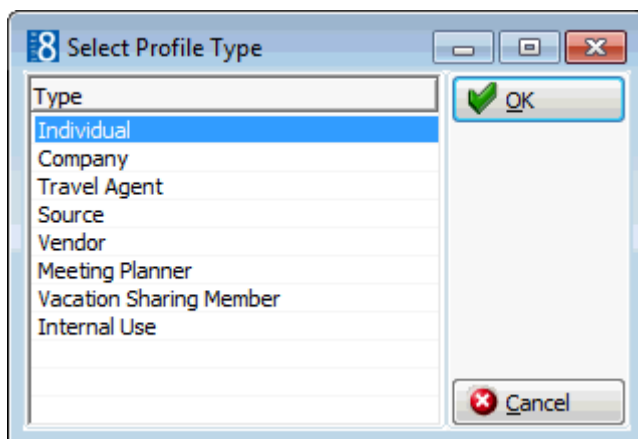 8 Select Profile Type
Type
OK
Individual
Company
Travel Agent
Source
Vendor
Meeting Planner
Vacation Sharing Member
Internal Use
Cancel